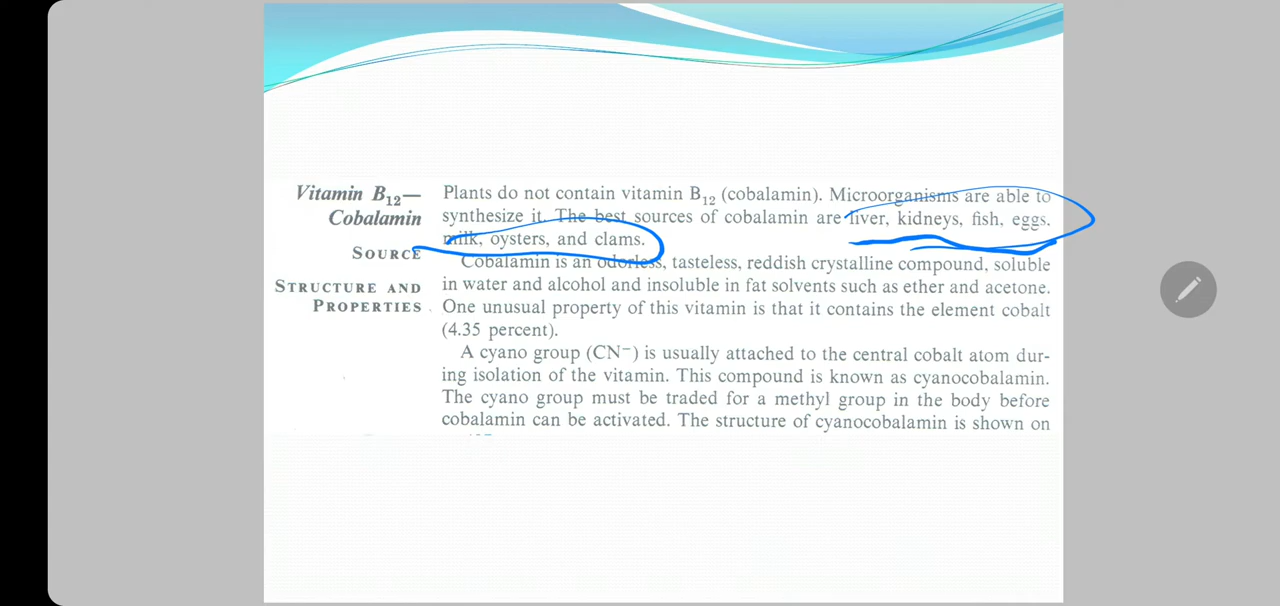 Vitamin B12—
Cobalamin
SOURCE
STRUCTURE AND
PROPERTIES
Plants do not contain vitamin B12 (cobalamin). Microorganisms are able to
synthesize it. The best sources of cobalamin are liver, kidneys, fish, eggs.
milk, oysters, and clams.
Cobalamin is an odorless, tasteless, reddish crystalline compound, soluble
in water and alcohol and insoluble in fat solvents such as ether and acetone.
One unusual property of this vitamin is that it contains the element cobalt
(4.35 percent).
A cyano group (CN⁻) is usually attached to the central cobalt atom dur-
ing isolation of the vitamin. This compound is known as cyanocobalamin.
The cyano group must be traded for a methyl group in the body before
cobalamin can be activated. The structure of cyanocobalamin is shown on